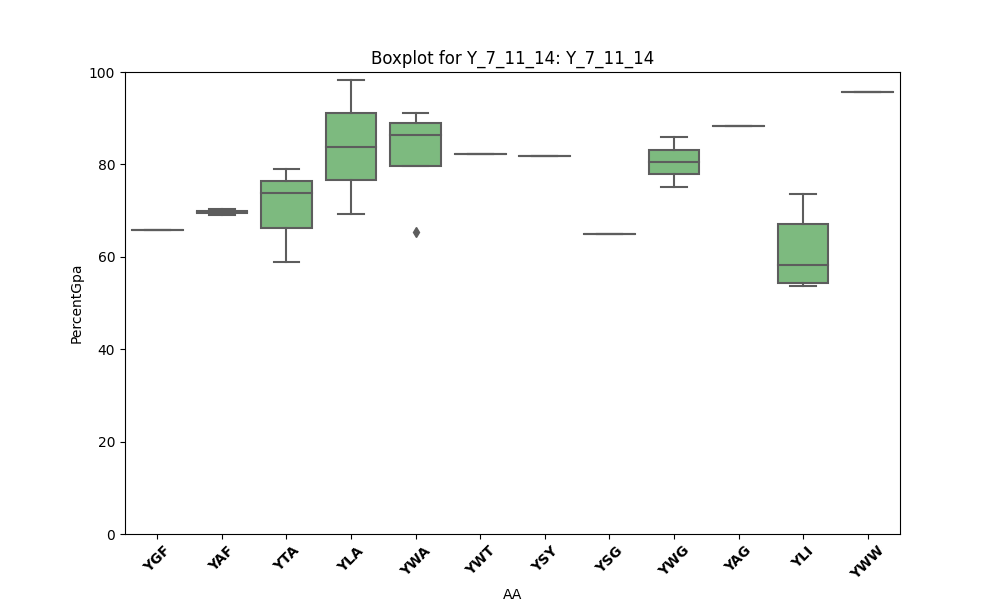 Boxplot for Y_7_11_14: Y_7_11_14
100
80
60
40
20
0
PercentGpa
YGF YAF YTA YLA YWA YWT YSY YSG YWG YAG YLI YWW
AA